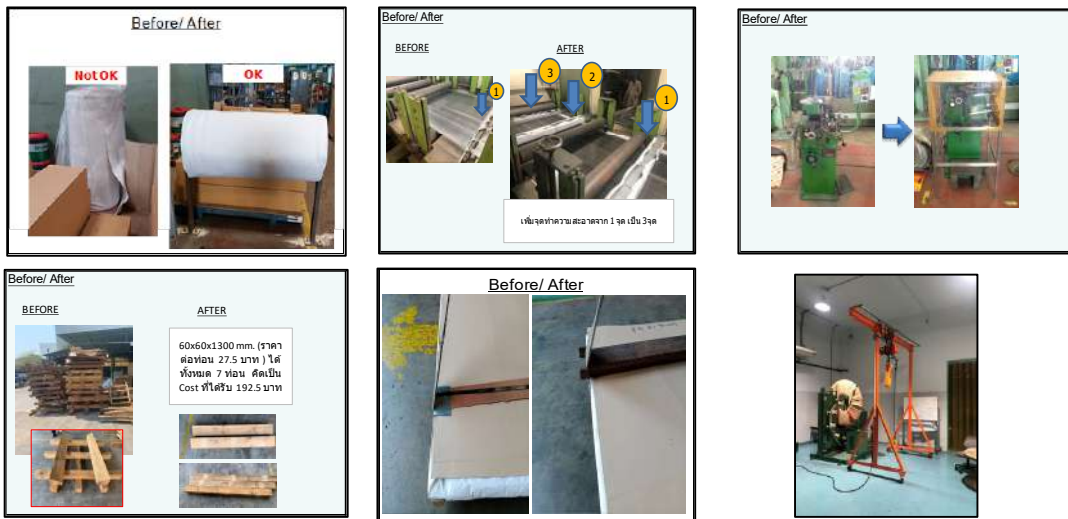 Before/ After
Not OK
OK
Before/ After
BEFORE
AFTER
1
3
2
1
เพิ่มจุดทำความสะอาดจาก 1 จุด เป็น 3จุด
Before/ After
Before/ After
BEFORE
AFTER
60x60x1300 mm. (ราคา
ต่อท่อน 27.5 บาท ) ได้
ทั้งหมด 7 ท่อน คิดเป็น
Cost ที่ได้รับ 192.5 บาท
Before/ After